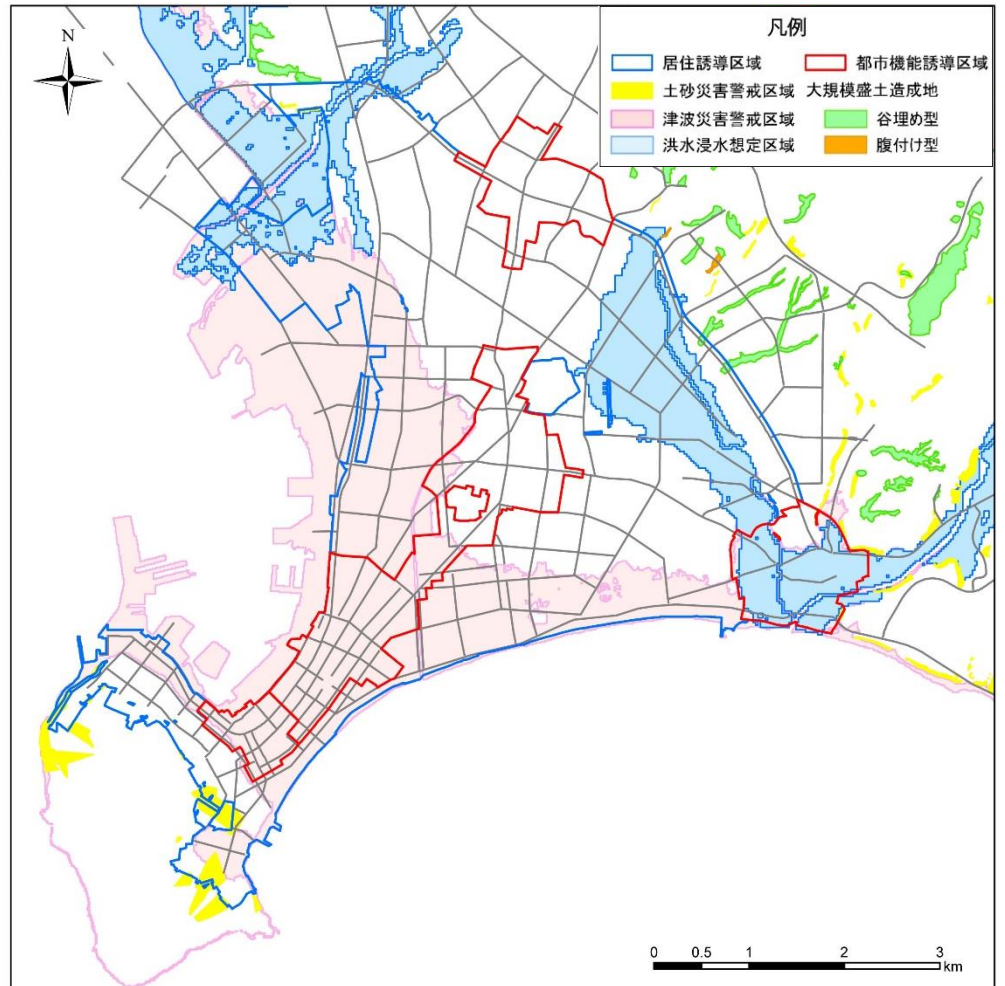 凡例
N
居住誘導区域 都市機能誘導区域
土砂災害警戒区域 大規模盛土造成地
津波災害警戒区域 谷埋め型
洪水浸水想定区域 腹付け型
0 0.5 1 2 3
km